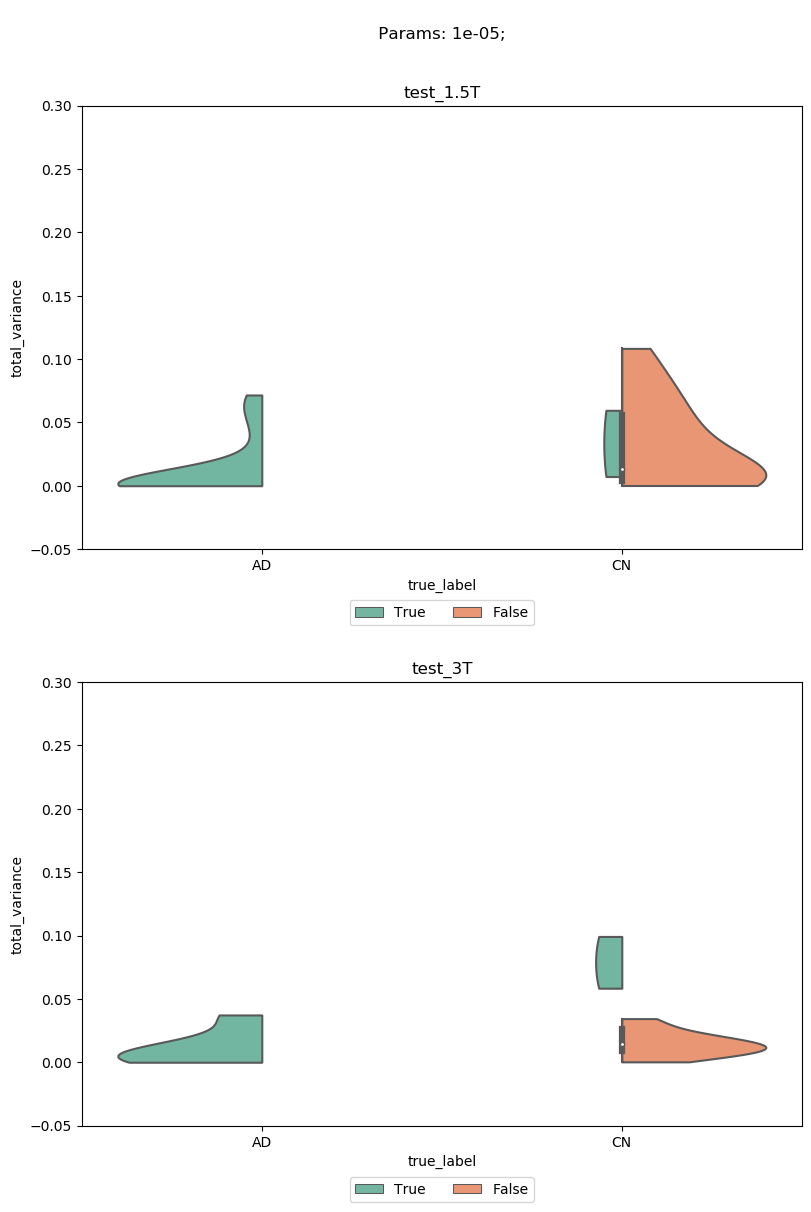 Params: 1e-05;
test_1.5T
0.30
0.25
0.20
0.15
0.10
0.05
0.00
−0.05
total_variance
AD CN
true_label
True False
test_3T
0.30
0.25
0.20
0.15
0.10
0.05
0.00
−0.05
total_variance
AD CN
true_label
True False